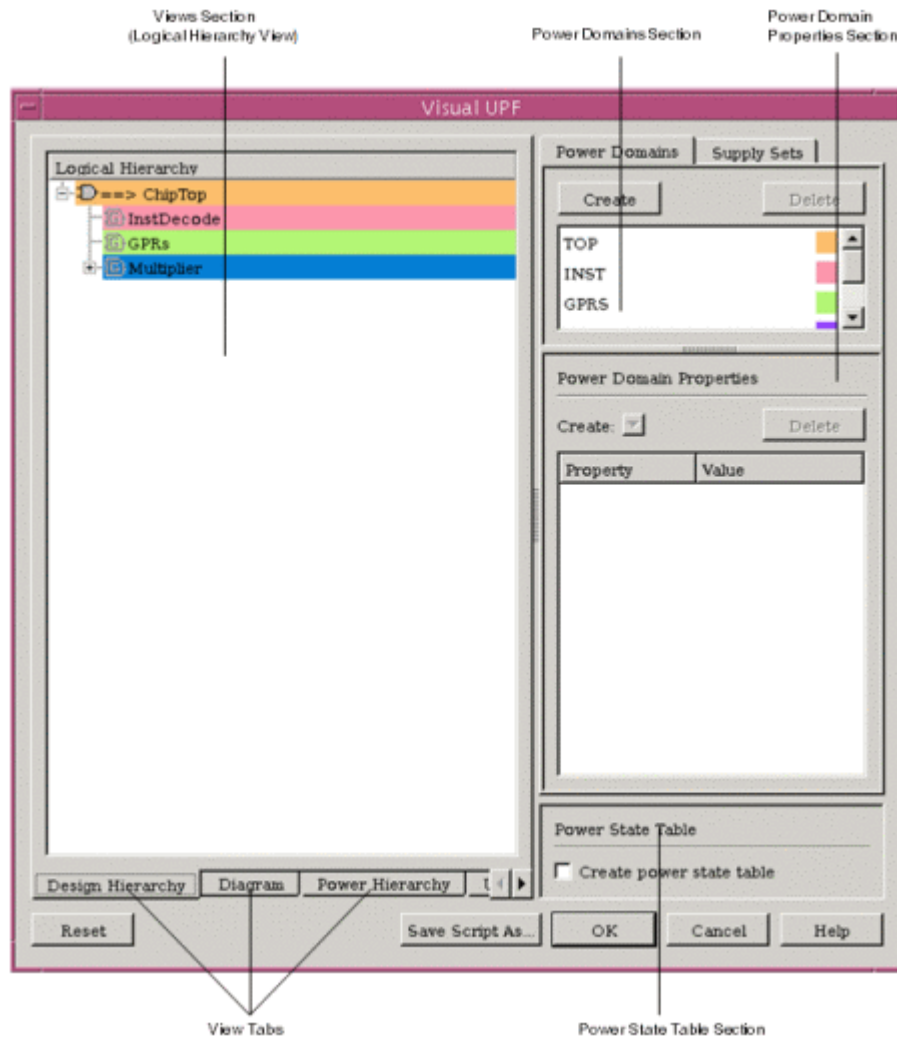 Views Section
(Logical Hierarchy View)
Power Domains Section
Power Domain
Properties Section
Visual UPF
Logical Hierarchy
==> ChipTop
InstDecode
GPRs
Multiplier
Power Domains
Supply Sets
Create
Delete
TOP
INST
GPRS
Power Domain Properties
Create:
Delete
Property
Value
Power State Table
Create power state table
Design Hierarchy
Diagram
Power Hierarchy
Reset
Save Script As...
OK
Cancel
Help
View Tabs
Power State Table Section